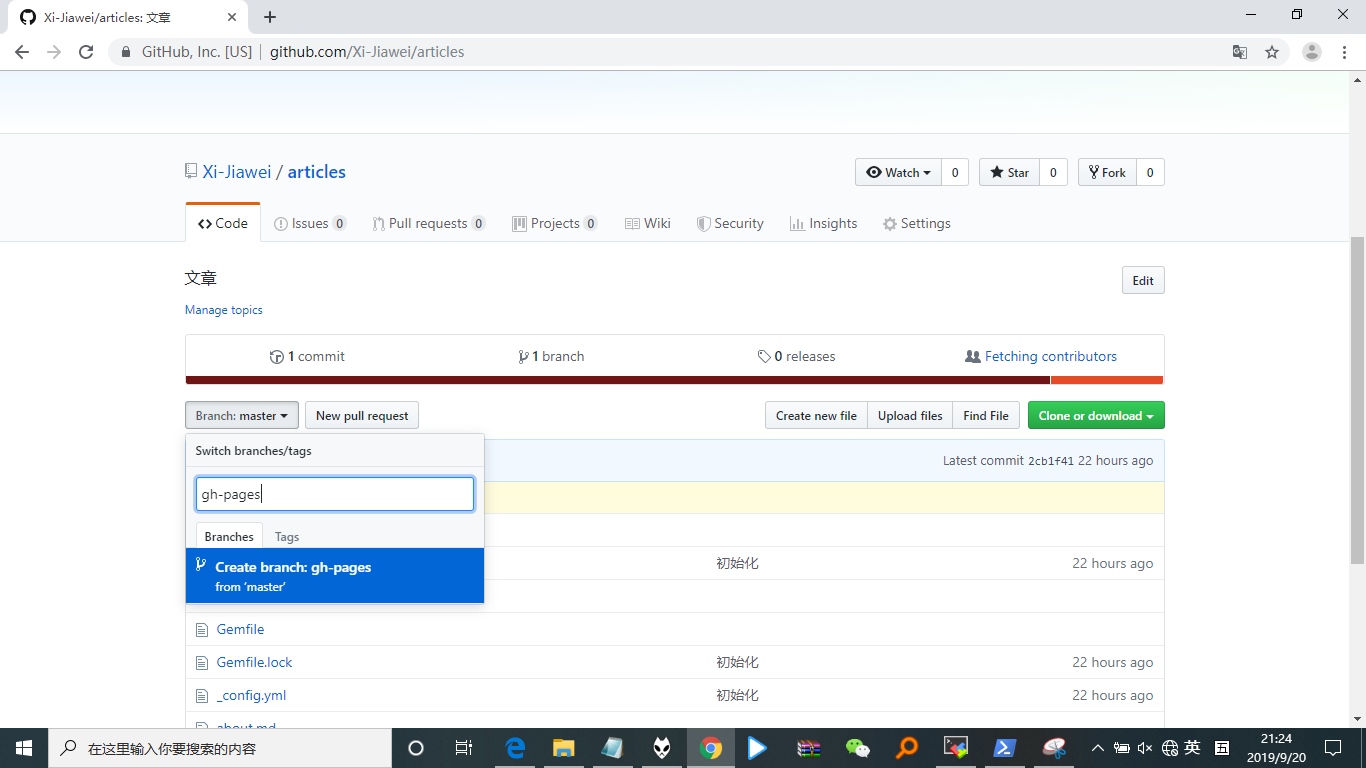 Xi-Jiawei/articles: 文章
GitHub, Inc. [US] | github.com/Xi-Jiawei/articles
Xi-Jiawei / articles
Watch 0 Star 0 Fork 0
Code Issues 0 Pull requests 0 Projects 0 Wiki Security Insights Settings
文章 Edit
Manage topics
1 commit 1 branch 0 releases Fetching contributors
Branch: master New pull request Create new file Upload files Find File Clone or download
Switch branches/tags
Latest commit 2cb1f41 22 hours ago
gh-pages
Branches Tags
Create branch: gh-pages
from ‘master’
初始化 22 hours ago
Gemfile
Gemfile.lock 初始化 22 hours ago
_config.yml 初始化 22 hours ago
about.md
在这里输入你要搜索的内容
英
21:24
2019/9/20